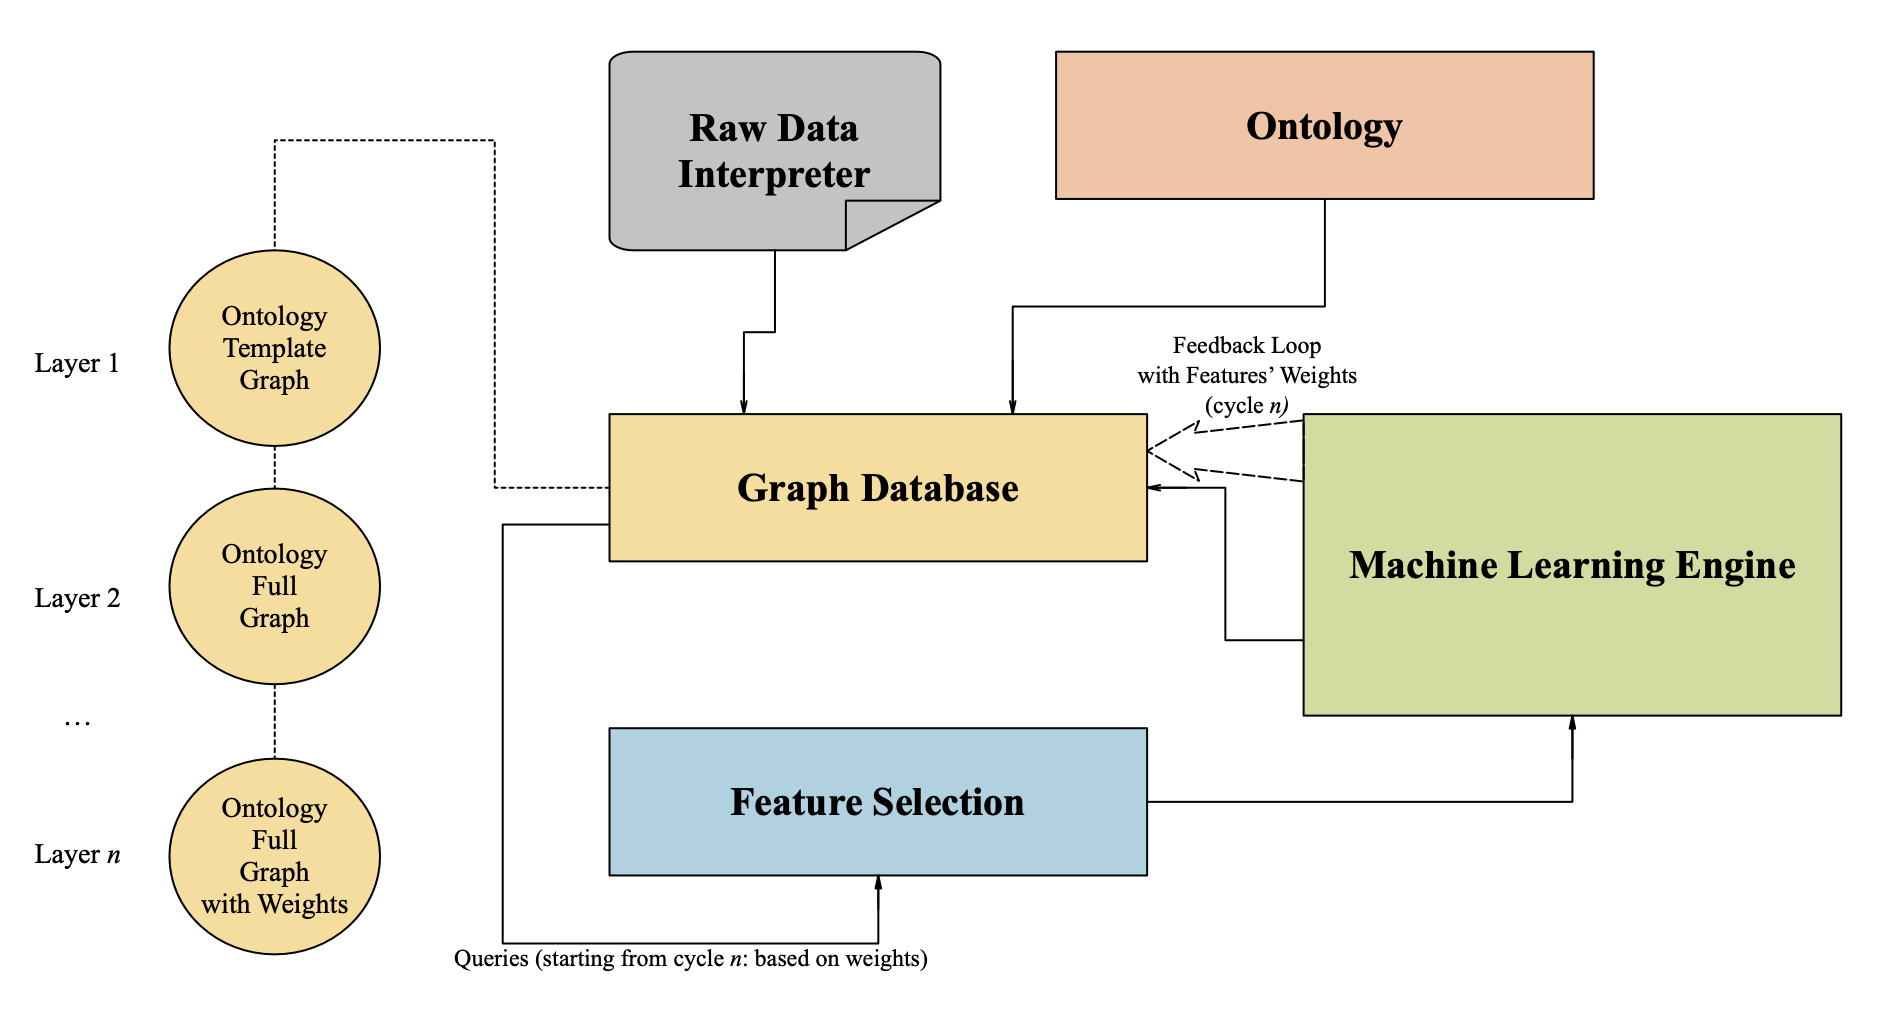 Raw Data
Interpreter
Ontology
Ontology
Template
Graph
Layer 1
Feedback Loop
with Features’ Weights
(cycle n)
Graph Database
Machine Learning Engine
Ontology
Full
Graph
Layer 2
…
Feature Selection
Ontology
Full
Graph
with Weights
Layer n
Queries (starting from cycle n: based on weights)